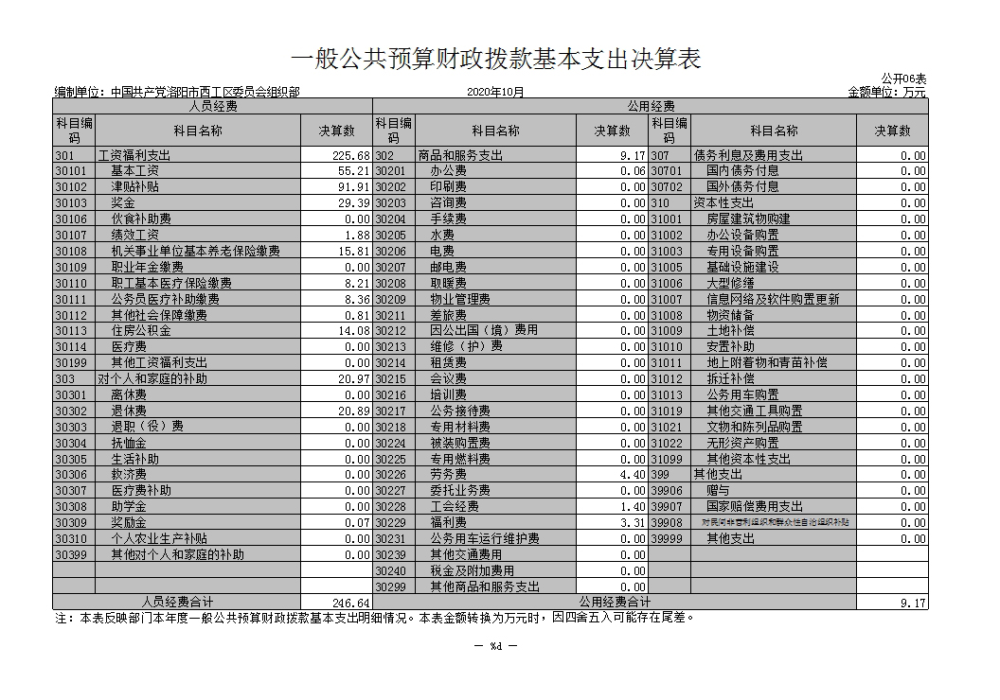 一般公共预算财政拨款基本支出决算表
公开06表
编制单位：中国共产党洛阳市西工区委员会组织部 2020年10月 金额单位：万元
人员经费 公用经费
科目编码 科目名称 决算数 科目编码 科目名称 决算数 科目编码 科目名称 决算数
301 工资福利支出 225.68 302 商品和服务支出 9.17 307 债务利息及费用支出 0.00
30101 基本工资 55.21 30201 办公费 0.06 30701 国内债务付息 0.00
30102 津贴补贴 91.91 30202 印刷费 0.00 30702 国外债务付息 0.00
30103 奖金 29.39 30203 咨询费 0.00 310 资本性支出 0.00
30106 伙食补助费 0.00 30204 手续费 0.00 31001 房屋建筑物购建 0.00
30107 绩效工资 1.88 30205 水费 0.00 31002 办公设备购置 0.00
30108 机关事业单位基本养老保险缴费 15.81 30206 电费 0.00 31003 专用设备购置 0.00
30109 职业年金缴费 0.00 30207 邮电费 0.00 31005 基础设施建设 0.00
30110 职工基本医疗保险缴费 8.21 30208 取暖费 0.00 31006 大型修缮 0.00
30111 公务员医疗补助缴费 8.36 30209 物业管理费 0.00 31007 信息网络及软件购置更新 0.00
30112 其他社会保障缴费 0.81 30211 差旅费 0.00 31008 物资储备 0.00
30113 住房公积金 14.08 30212 因公出国（境）费用 0.00 31009 土地补偿 0.00
30114 医疗费 0.00 30213 维修（护）费 0.00 31010 安置补助 0.00
30199 其他工资福利支出 0.00 30214 租赁费 0.00 31011 地上附着物和青苗补偿 0.00
303 对个人和家庭的补助 20.97 30215 会议费 0.00 31012 拆迁补偿 0.00
30301 离休费 0.00 30216 培训费 0.00 31013 公务用车购置 0.00
30302 退休费 20.89 30217 公务接待费 0.00 31019 其他交通工具购置 0.00
30303 退职（役）费 0.00 30218 专用材料费 0.00 31021 文物和陈列品购置 0.00
30304 抚恤金 0.00 30224 被装购置费 0.00 31022 无形资产购置 0.00
30305 生活补助 0.00 30225 专用燃料费 0.00 31099 其他资本性支出 0.00
30306 救济费 0.00 30226 劳务费 4.40 399 其他支出 0.00
30307 医疗费补助 0.00 30227 委托业务费 0.00 39906 赠与 0.00
30308 助学金 0.00 30228 工会经费 1.40 39907 国家赔偿费用支出 0.00
30309 奖励金 0.07 30229 福利费 3.31 39908 对民间非营利组织和群众性自治组织补贴 0.00
30310 个人农业生产补贴 0.00 30231 公务用车运行维护费 0.00 39999 其他支出 0.00
30399 其他对个人和家庭的补助 0.00 30239 其他交通费用 0.00
30240 税金及附加费用 0.00
30299 其他商品和服务支出 0.00
人员经费合计 246.64 公用经费合计 9.17
注：本表反映部门本年度一般公共预算财政拨款基本支出明细情况。本表金额转换为万元时，因四舍五入可能存在尾差。
— %d —